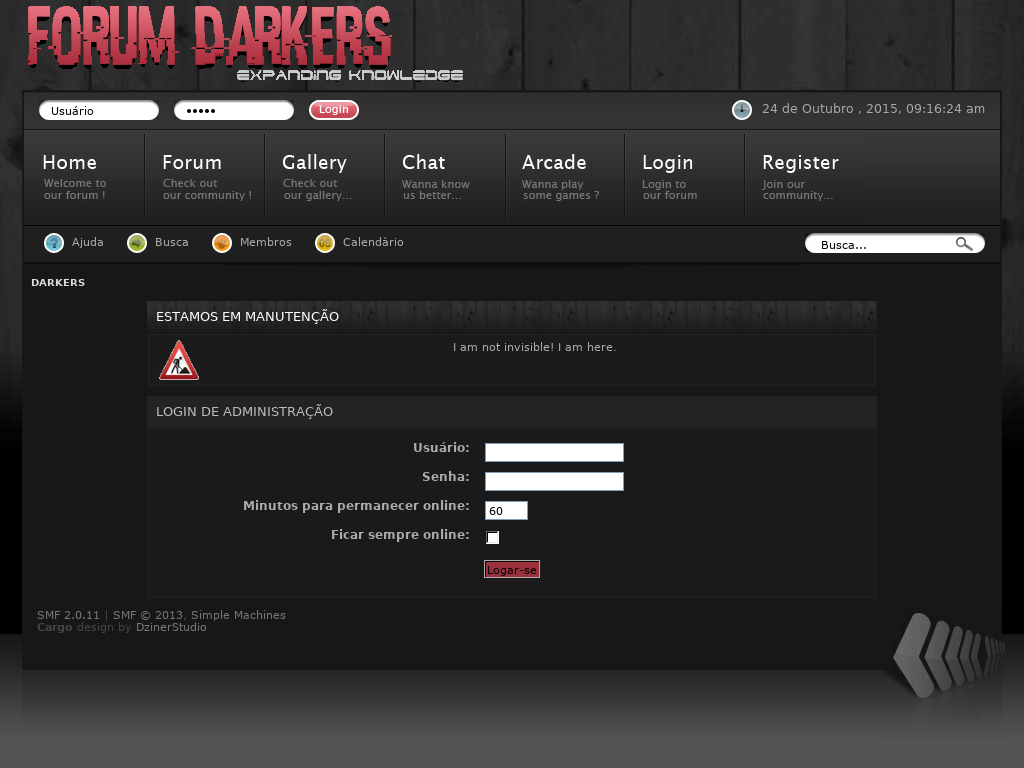 FORUM DARKERS
EXPANDING KNOWLEDGE
Usuário ••••• Login 24 de Outubro , 2015, 09:16:24 am
Home Forum Gallery Chat Arcade Login Register
Welcome to Check out Check out Wanna know Wanna play Login to Join our
our forum ! our community ! our gallery... us better... some games ? our forum community...
Ajuda Busca Membros Calendário Busca...
DARKERS
ESTAMOS EM MANUTENÇÃO
I am not invisible! I am here.
LOGIN DE ADMINISTRAÇÃO
Usuário:
Senha:
Minutos para permanecer online: 60
Ficar sempre online:
Logar-se
SMF 2.0.11 | SMF © 2013, Simple Machines
Cargo design by DzinerStudio